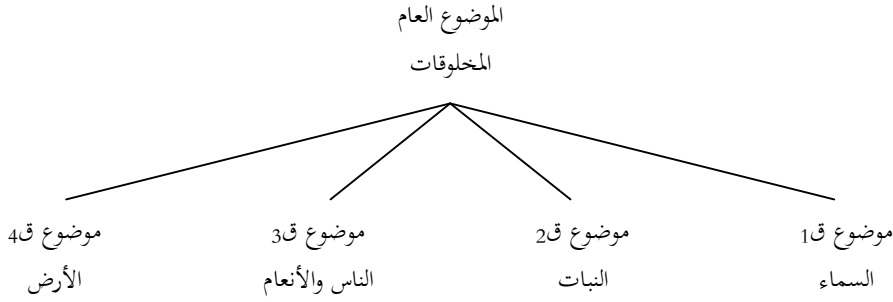 الموضوع العام
المخلوقات
موضوع ق1
موضوع ق2
موضوع ق3
موضوع ق4
السماء
النبات
الناس والأنعام
الأرض